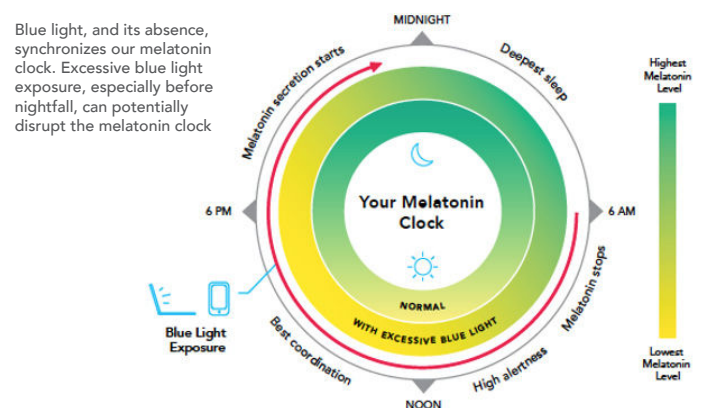 Blue light, and its absence,
synchronizes our melatonin
clock. Excessive blue light
exposure, especially before
nightfall, can potentially
disrupt the melatonin clock
MIDNIGHT
Deepest sleep
6 AM
Melatonin stops
High alertness
NOON
Best coordination
6 PM
Melatonin secretion starts
Your Melatonin
Clock
NORMAL
WITH EXCESSIVE BLUE LIGHT
Blue Light
Exposure
Highest
Melatonin
Level
Lowest
Melatonin
Level